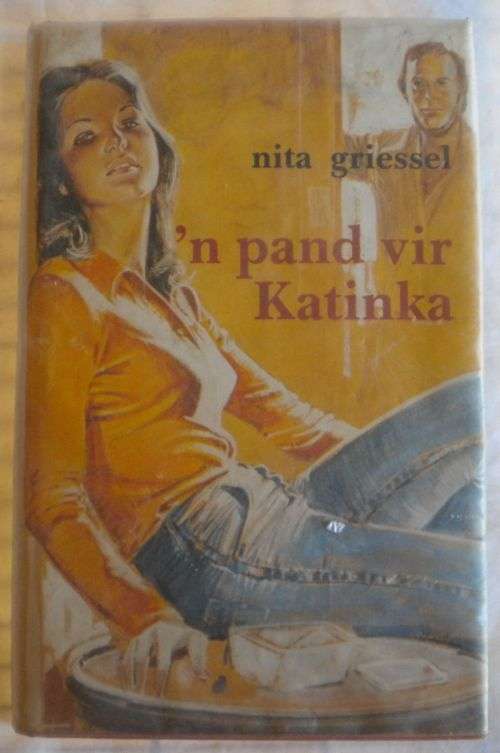 nita griessel
'n pand vir
Katinka